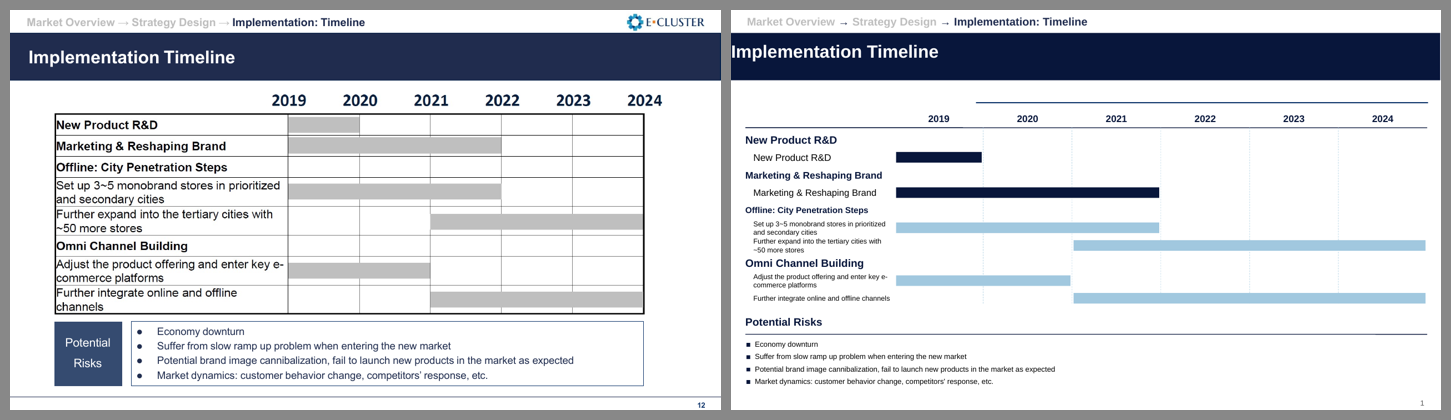 Market Overview → Strategy Design → Implementation: Timeline
E•CLUSTER
Implementation Timeline
2019 2020 2021 2022 2023 2024
New Product R&D
Marketing & Reshaping Brand
Offline: City Penetration Steps
Set up 3~5 monobrand stores in prioritized
and secondary cities
Further expand into the tertiary cities with
~50 more stores
Omni Channel Building
Adjust the product offering and enter key e-
commerce platforms
Further integrate online and offline
channels
Potential
Risks
● Economy downturn
● Suffer from slow ramp up problem when entering the new market
● Potential brand image cannibalization, fail to launch new products in the market as expected
● Market dynamics: customer behavior change, competitors' response, etc.
12
Market Overview → Strategy Design → Implementation: Timeline
Implementation Timeline
2019 2020 2021 2022 2023 2024
New Product R&D
New Product R&D
Marketing & Reshaping Brand
Marketing & Reshaping Brand
Offline: City Penetration Steps
Set up 3~5 monobrand stores in prioritized
and secondary cities
Further expand into the tertiary cities with
~50 more stores
Omni Channel Building
Adjust the product offering and enter key e-
commerce platforms
Further integrate online and offline channels
Potential Risks
■ Economy downturn
■ Suffer from slow ramp up problem when entering the new market
■ Potential brand image cannibalization, fail to launch new products in the market as expected
■ Market dynamics: customer behavior change, competitors' response, etc.
1